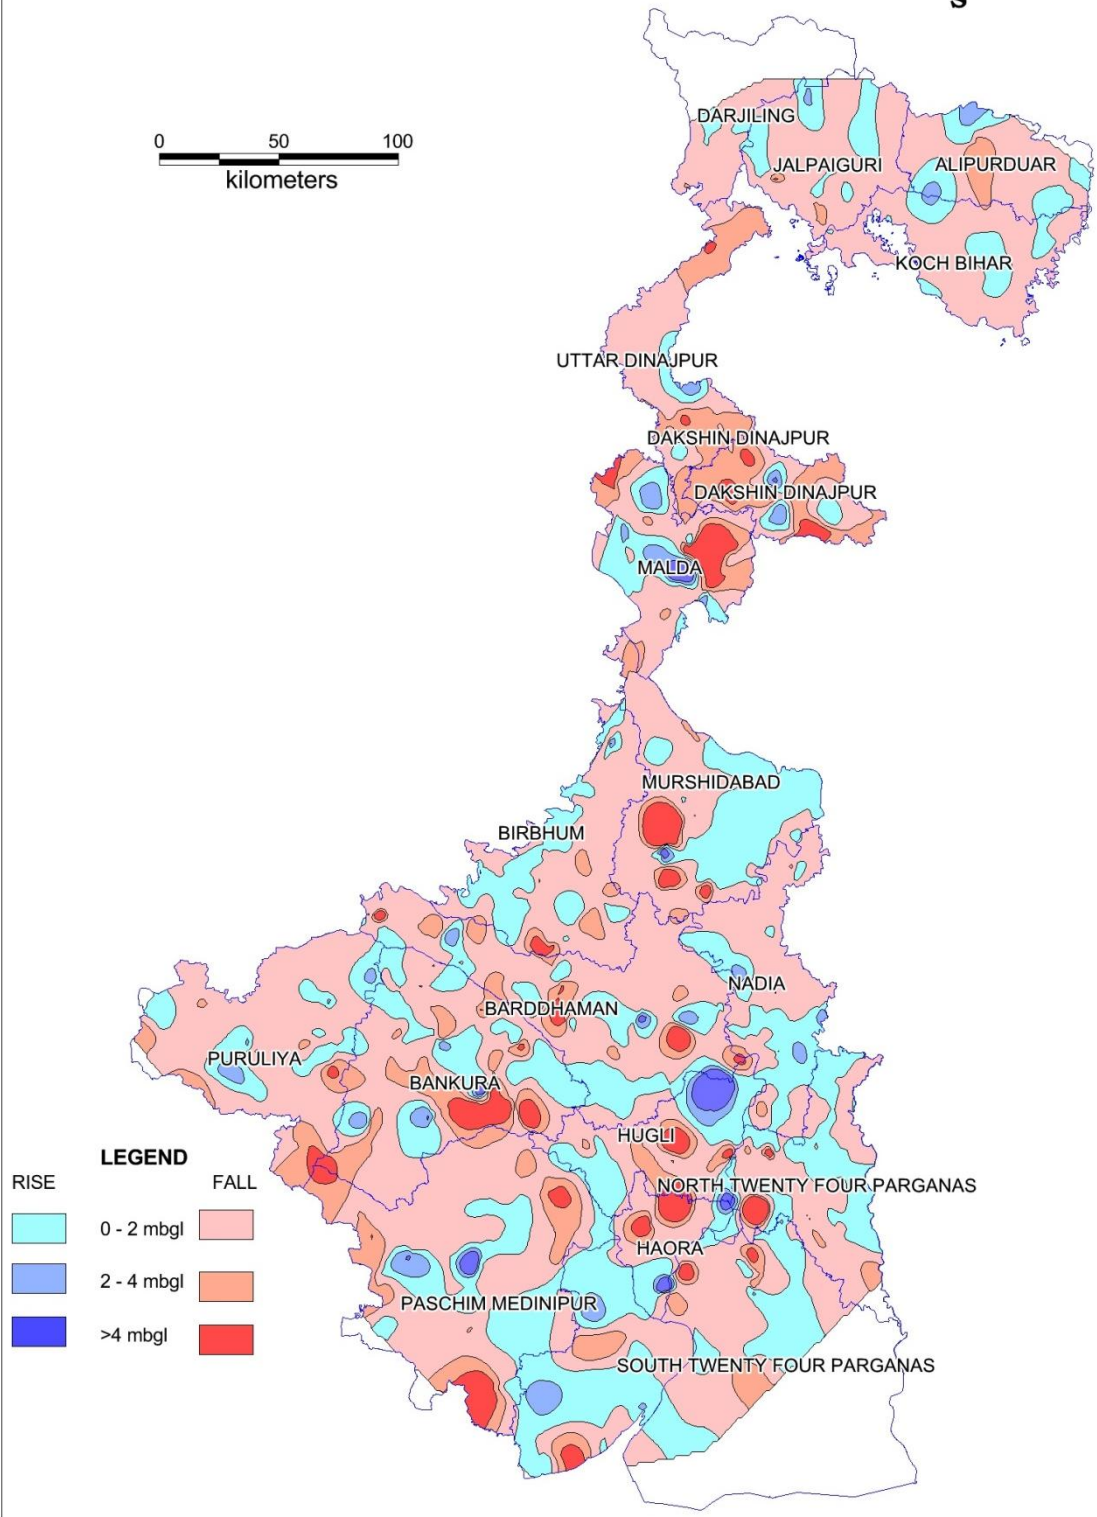 S
0 50 100
kilometers
DARJILING
JALPAIGURI
ALIPURDUAR
KOCH BIHAR
UTTAR DINAJPUR
DAKSHIN DINAJPUR
DAKSHIN DINAJPUR
MALDA
MURSHIDABAD
BIRBHUM
NADIA
BARDDHAMAN
PURULIYA
BANKURA
HUGLI
NORTH TWENTY FOUR PARGANAS
HAORA
PASCHIM MEDINIPUR
SOUTH TWENTY FOUR PARGANAS
LEGEND
RISE FALL
0 - 2 mbgl
2 - 4 mbgl
>4 mbgl